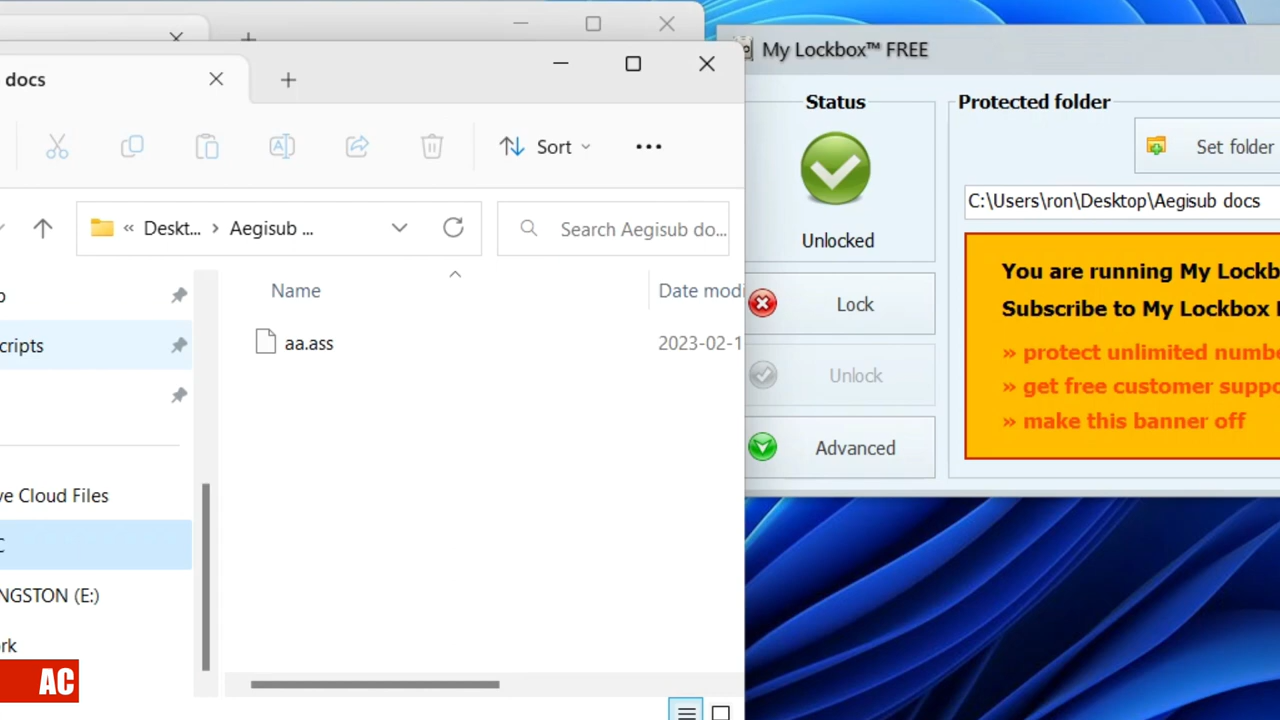 docs
Sort
« Deskt... > Aegisub ...
Search Aegisub do...
Name
Date modi
aa.ass
2023-02-1
cripts
ve Cloud Files
NGSTON (E:)
rk
AC
My Lockbox™ FREE
Status
Unlocked
Lock
Unlock
Advanced
Protected folder
Set folder
C:\Users\ron\Desktop\Aegisub docs
You are running My Lockb
Subscribe to My Lockbox
» protect unlimited numbe
» get free customer suppo
» make this banner off